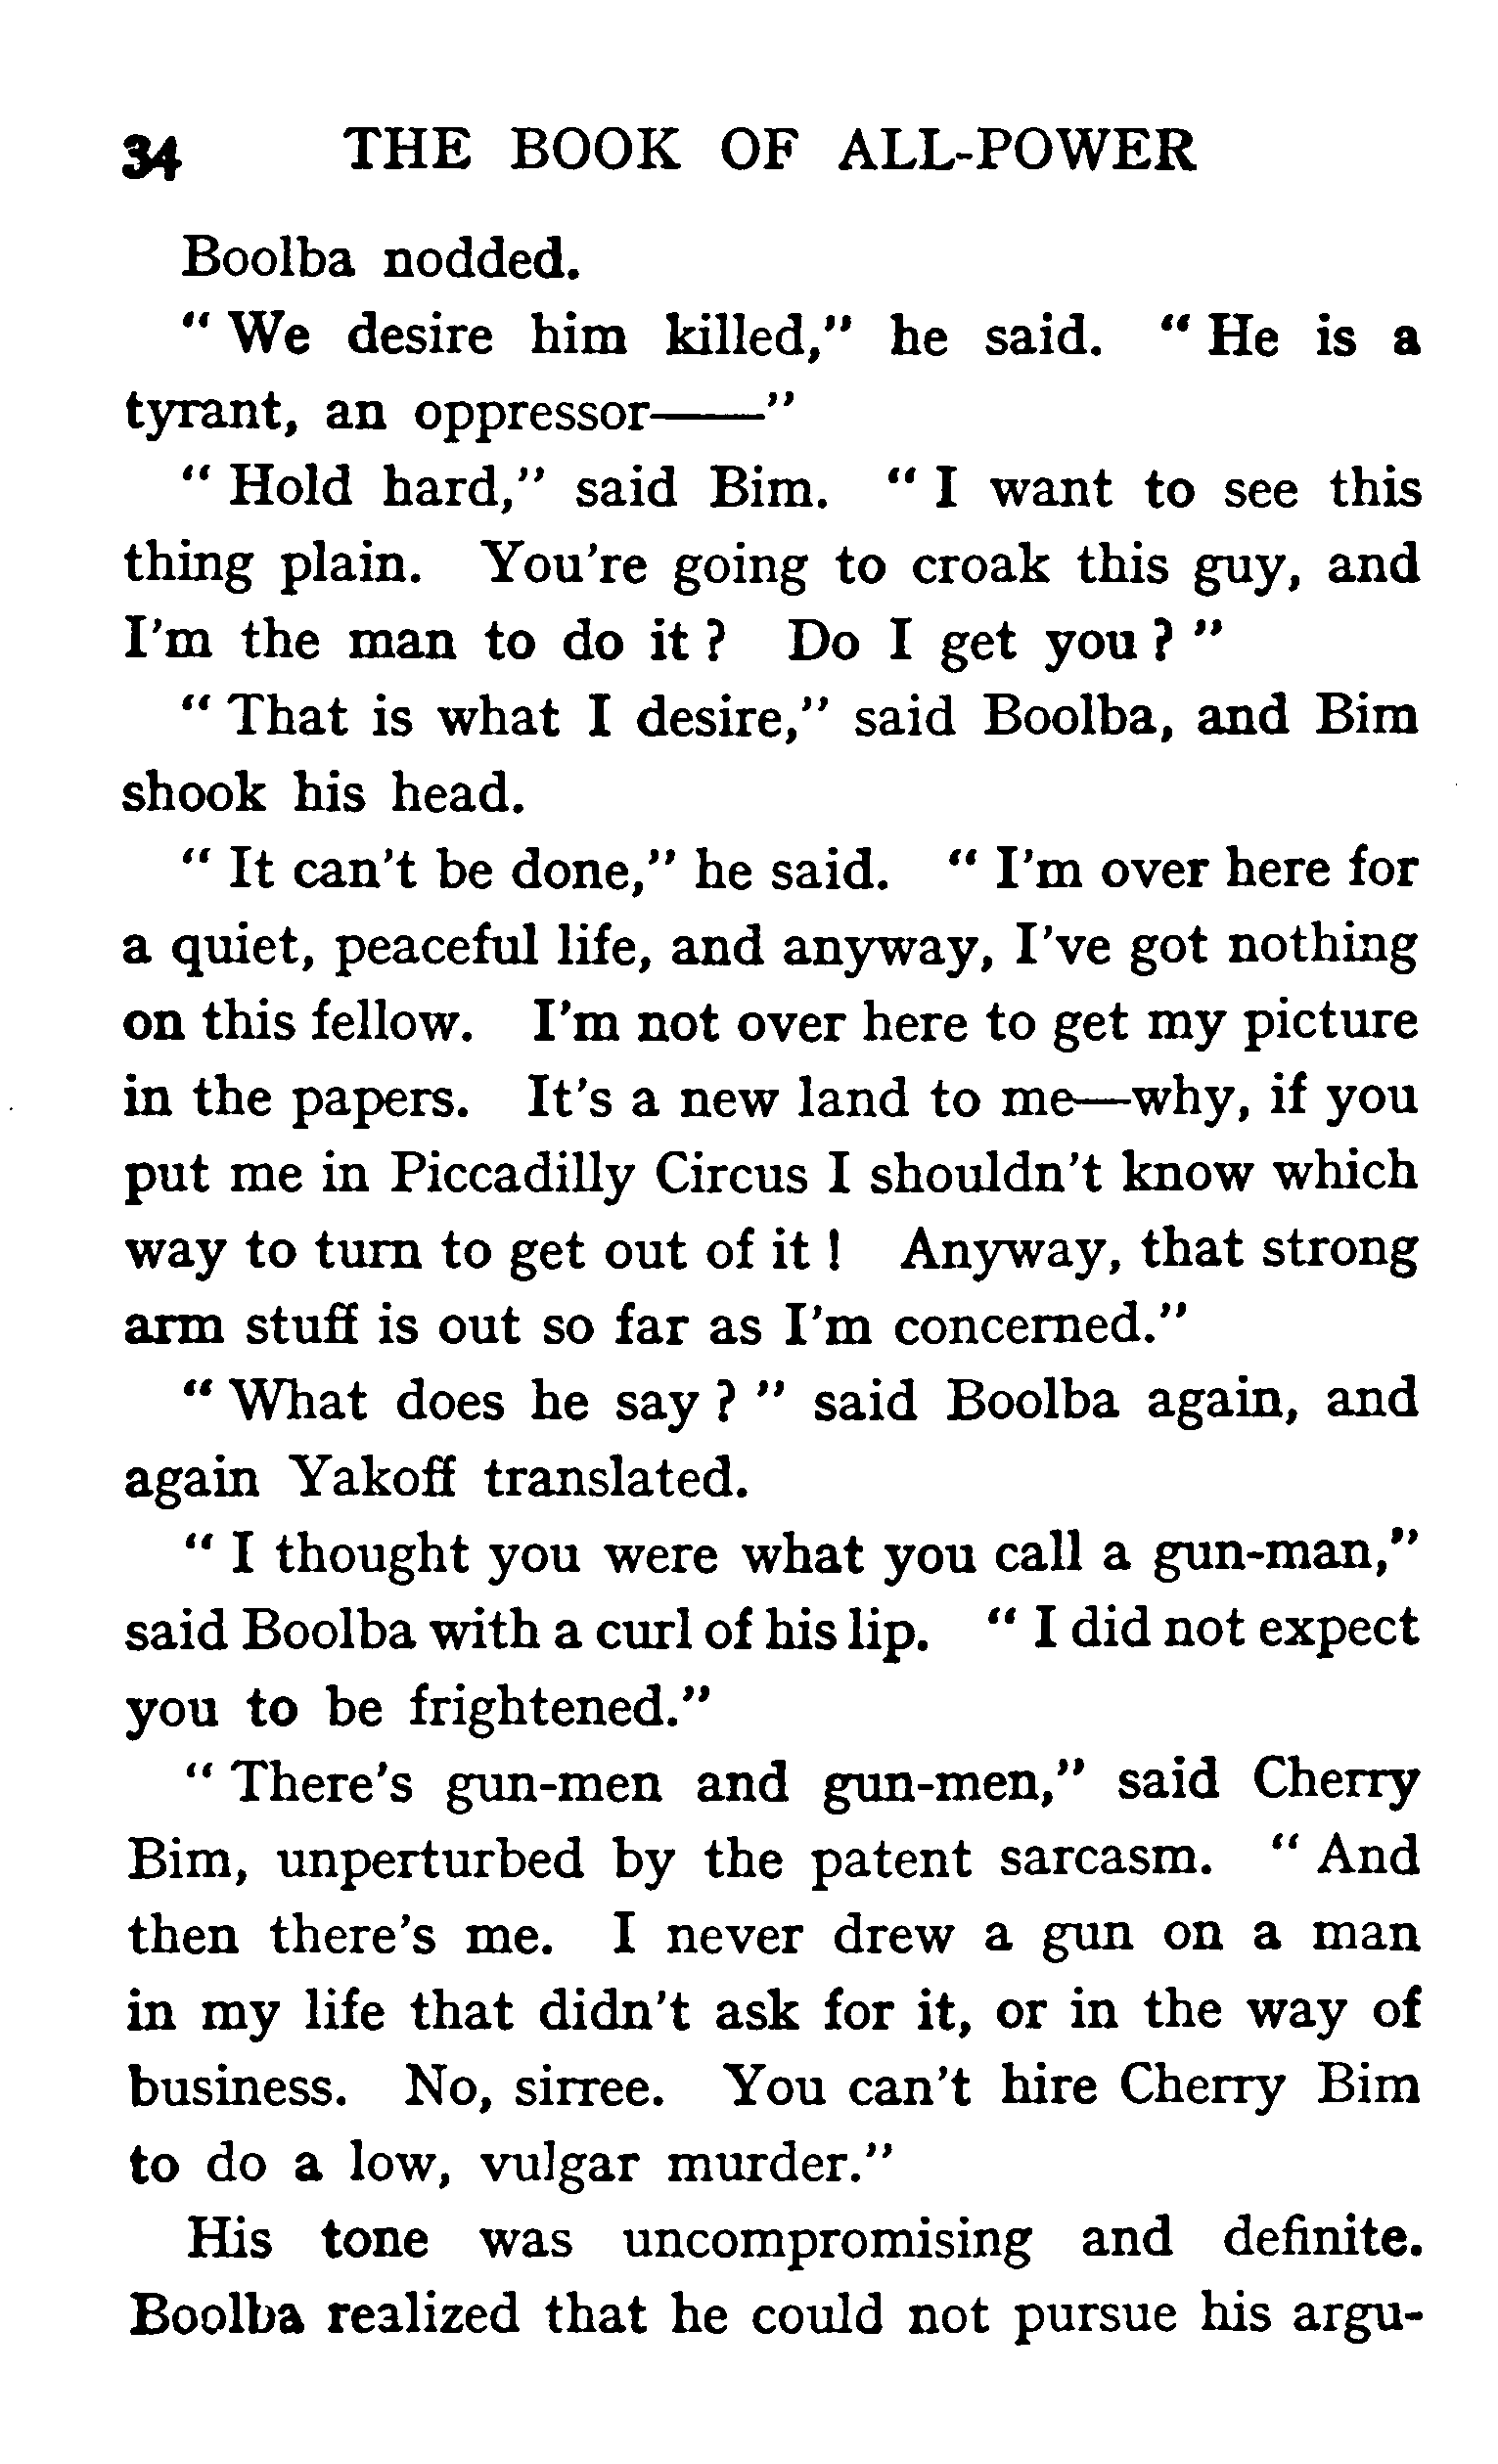 34 THE BOOK OF ALL-POWER
Boolba nodded.
" We desire him killed," he said. " He is a
tyrant, an oppressor——"
" Hold hard," said Bim. " I want to see this
thing plain. You're going to croak this guy, and
I'm the man to do it ? Do I get you ? "
" That is what I desire," said Boolba, and Bim
shook his head.
" It can't be done," he said. " I'm over here for
a quiet, peaceful life, and anyway, I've got nothing
on this fellow. I'm not over here to get my picture
in the papers. It's a new land to me—why, if you
put me in Piccadilly Circus I shouldn't know which
way to turn to get out of it ! Anyway, that strong
arm stuff is out so far as I'm concerned."
" What does he say ? " said Boolba again, and
again Yakoff translated.
" I thought you were what you call a gun-man,"
said Boolba with a curl of his lip. " I did not expect
you to be frightened."
" There's gun-men and gun-men," said Cherry
Bim, unperturbed by the patent sarcasm. " And
then there's me. I never drew a gun on a man
in my life that didn't ask for it, or in the way of
business. No, sirree. You can't hire Cherry Bim
to do a low, vulgar murder."
His tone was uncompromising and definite.
Boolba realized that he could not pursue his argu-